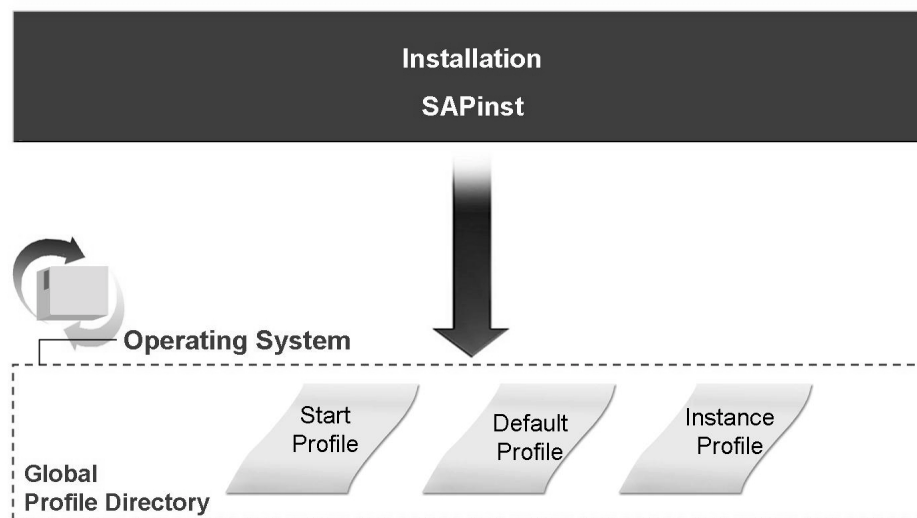 Installation
SAPinst
Operating System
Start
Profile
Default
Profile
Instance
Profile
Global
Profile Directory